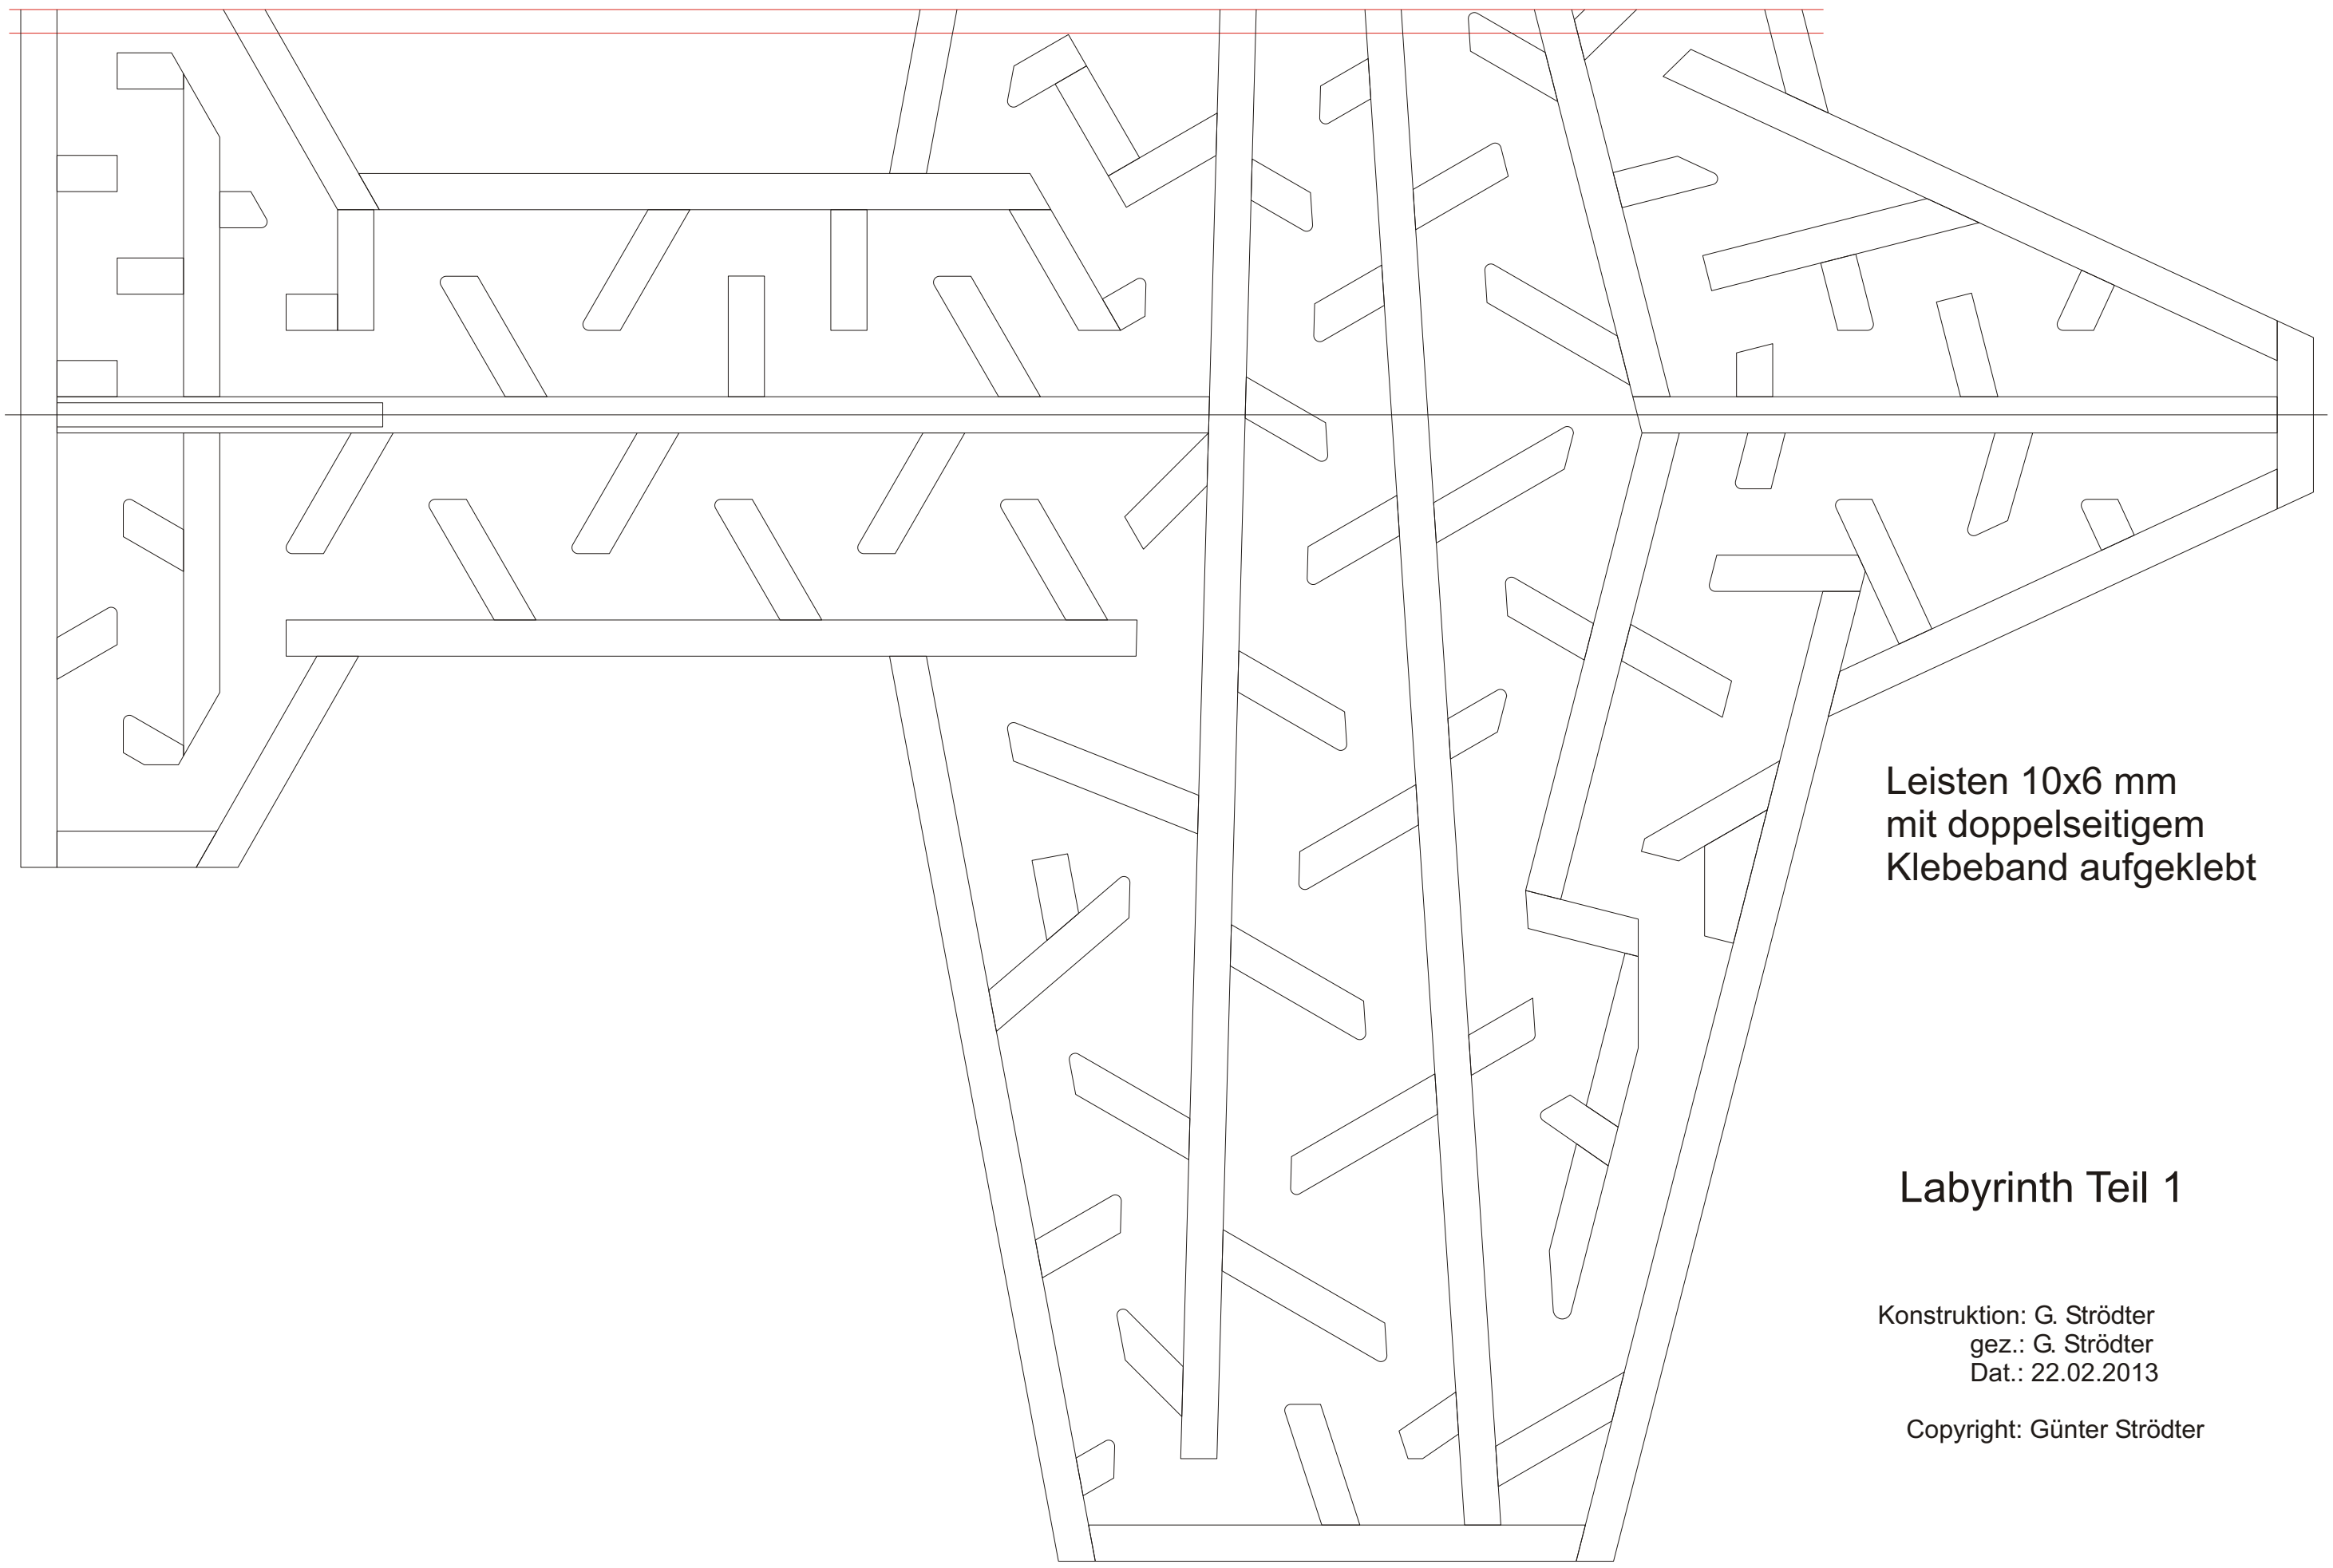 Leisten 10x6 mm
mit doppelseitigem
Klebeband aufgeklebt
Labyrinth Teil 1
Konstruktion: G. Strödter
gez.: G. Strödter
Dat.: 22.02.2013
Copyright: Günter Strödter